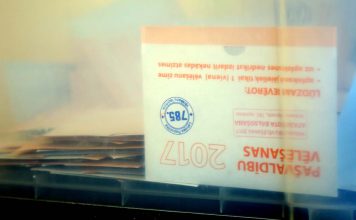 PAŠVALDĪBU
VĒLĒŠANAS
2017
785.
LŪDZAM IEVĒROT:
– aploksnē jāieliek tikai 1 (viena) vēlēšanu zīme
– uz aploksnes nedrīkst izdarīt nekādas atzīmes